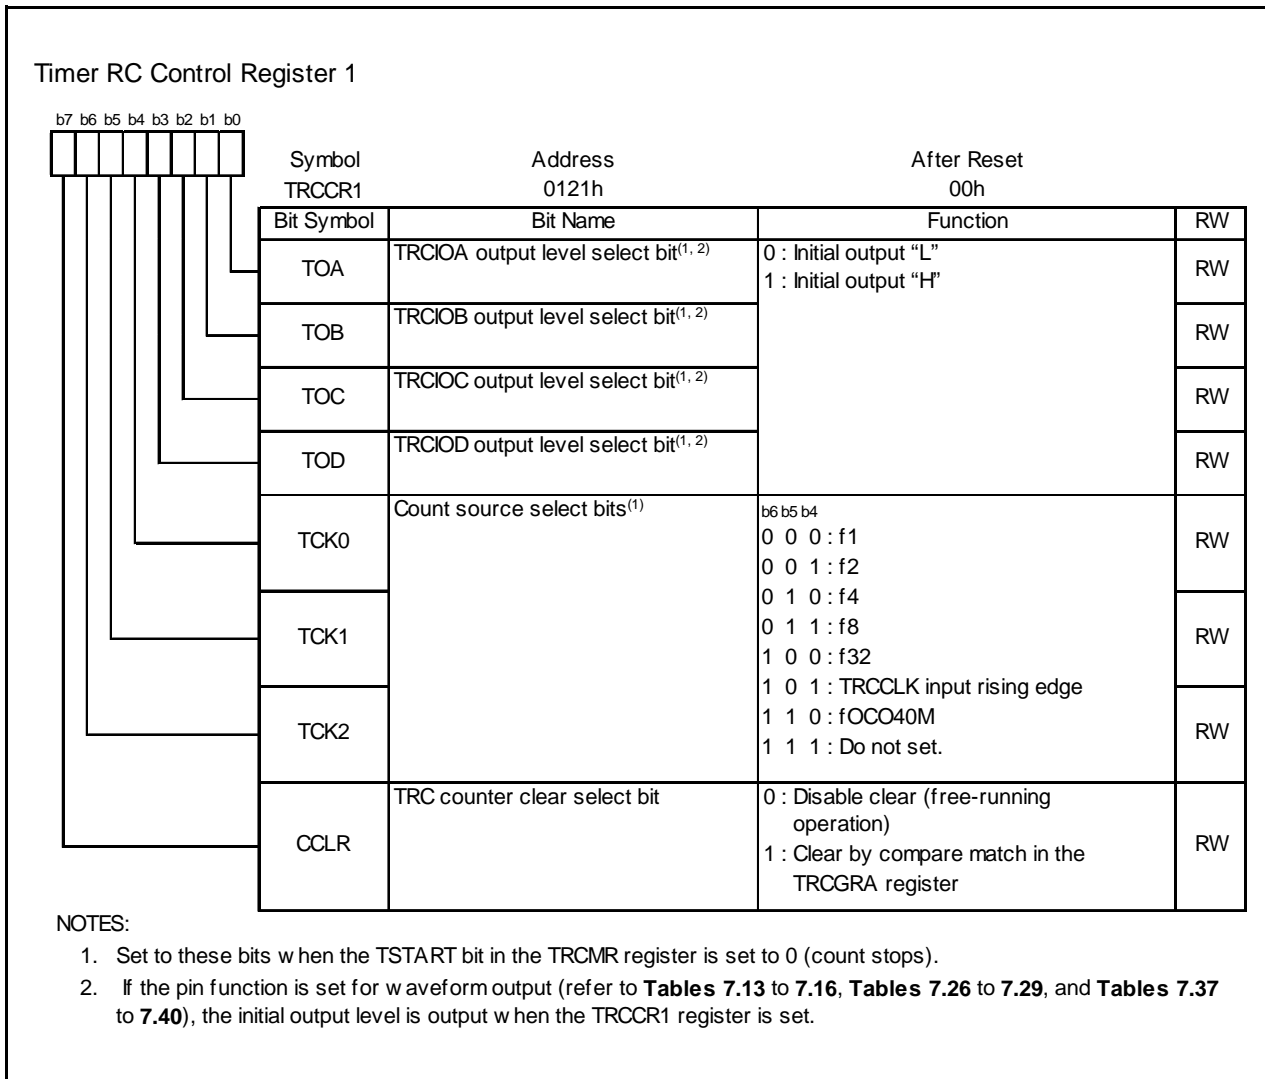 Timer RC Control Register 1
b7 b6 b5 b4 b3 b2 b1 b0
Symbol Address After Reset
TRCCR1 0121h 00h
Bit Symbol Bit Name Function RW
TOA TRCIOA output level select bit(1, 2) 0 : Initial output “L” RW
1 : Initial output “H”
TOB TRCIOB output level select bit(1, 2) RW
TOC TRCIOC output level select bit(1, 2) RW
TOD TRCIOD output level select bit(1, 2) RW
TCK0 Count source select bits(1) b6 b5 b4 RW
0 0 0 : f1
0 0 1 : f2
0 1 0 : f4
TCK1 0 1 1 : f8 RW
1 0 0 : f32
1 0 1 : TRCCLK input rising edge
TCK2 1 1 0 : fOCO40M RW
1 1 1 : Do not set.
CCLR TRC counter clear select bit 0 : Disable clear (free-running RW
operation)
1 : Clear by compare match in the
TRCGRA register
NOTES:
1. Set to these bits when the TSTART bit in the TRCMR register is set to 0 (count stops).
2. If the pin function is set for waveform output (refer to Tables 7.13 to 7.16, Tables 7.26 to 7.29, and Tables 7.37
to 7.40), the initial output level is output when the TRCCR1 register is set.